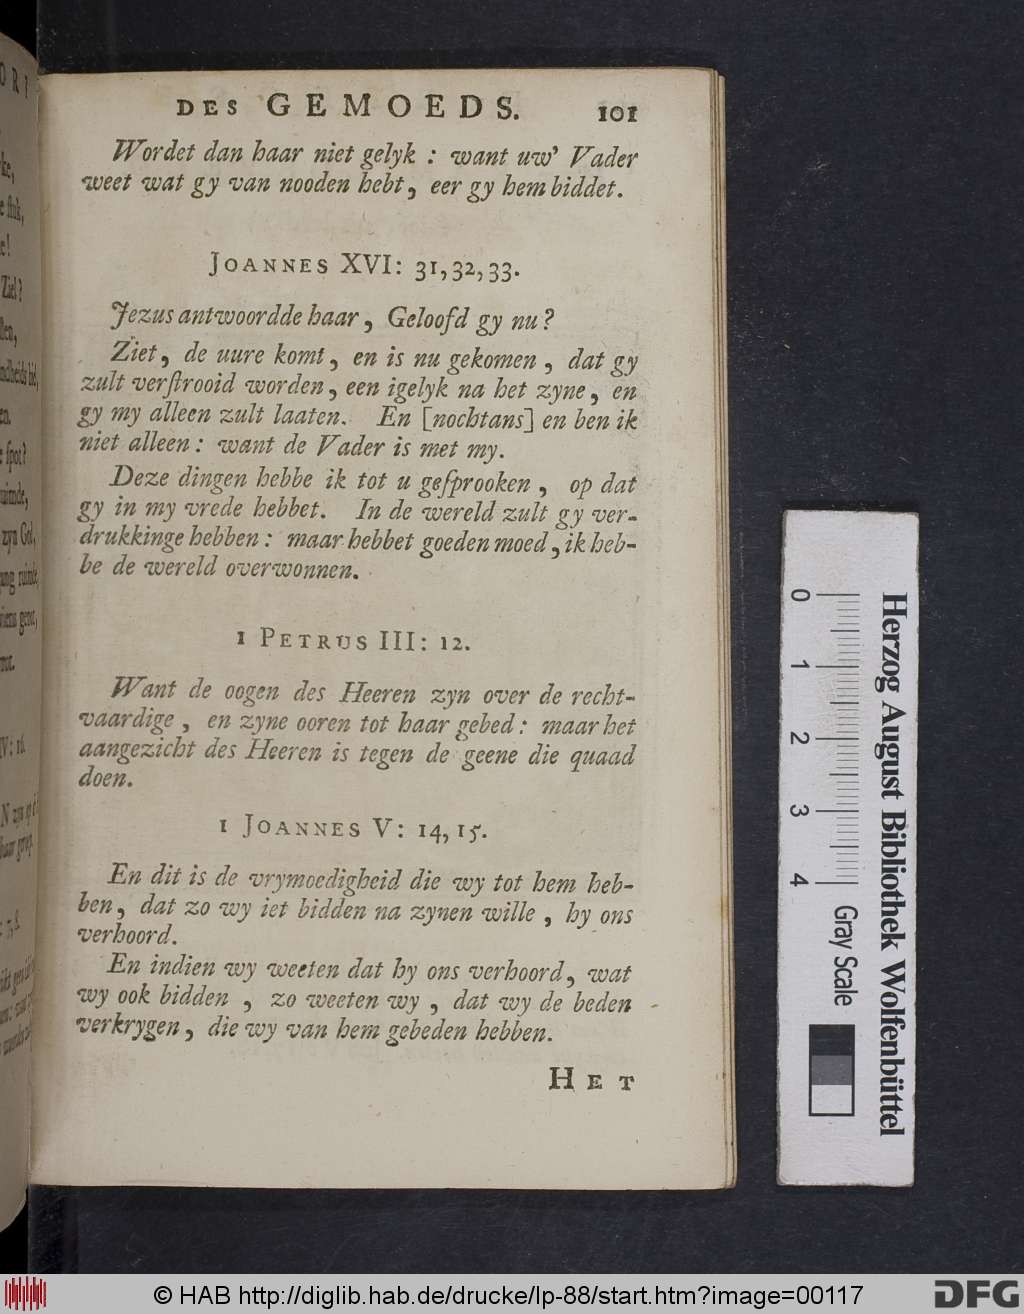 DES GEMOEDS. 101
Wordet dan haar niet gelyk : want uw' Vader
weet wat gy van nooden hebt, eer gy hem biddet.
JOANNES XVI: 31, 32, 33.
Jezus antwoordde haar, Geloofd gy nu?
Ziet, de uure komt, en is nu gekomen, dat gy
zult verstrooid worden, een igelyk na het zyne, en
gy my alleen zult laaten. En [nochtans] en ben ik
niet alleen: want de Vader is met my.
Deze dingen hebbe ik tot u gesprooken, op dat
gy in my vrede hebbet. In de wereld zult gy ver-
drukkinge hebben: maar hebbet goeden moed, ik heb-
be de wereld overwonnen.
1 PETRUS III: 12.
Want de oogen des Heeren zyn over de recht-
vaardige, en zyne ooren tot haar gebed: maar het
aangezicht des Heeren is tegen de geene die quaad
doen.
1 JOANNES V: 14, 15.
En dit is de vrymoedigheid die wy tot hem heb-
ben, dat zo wy iet bidden na zynen wille, hy ons
verhoord.
En indien wy weeten dat hy ons verhoord, wat
wy ook bidden, zo weeten wy, dat wy de beden
verkrygen, die wy van hem gebeden hebben.
HET
0 1 2 3 4 Gray Scale
Herzog August Bibliothek Wolfenbüttel
© HAB http://diglib.hab.de/drucke/lp-88/start.htm?image=00117
DFG